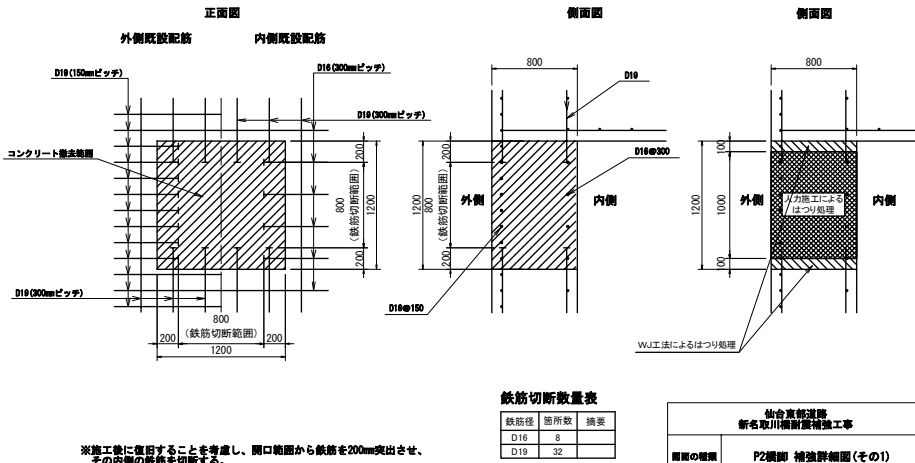 正面図
外側既設配筋
内側既設配筋
D19(150mmピッチ)
D16(300mmピッチ)
D19(300mmピッチ)
コンクリート撤去範囲
200
800
(鉄筋切断範囲)
200
1200
D19(300mmピッチ)
800
(鉄筋切断範囲)
200
200
1200
側面図
800
D19
D16@300
200
800
(鉄筋切断範囲)
200
1200
外側
内側
D19@150
側面図
800
100
1000
100
1200
外側
内側
人力施工による
はつり処理
WJ工法によるはつり処理
※施工後に復旧することを考慮し、開口範囲から鉄筋を200mm突出させ、
その内側の鉄筋を切断する。
鉄筋切断数量表
鉄筋径 箇所数 摘要
D16 8
D19 32
仙台東部道路
新名取川橋耐震補強工事
図面の種類 P2橋脚 補強詳細図(その1)